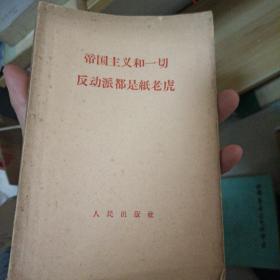 帝国主义和一切
反动派都是紙老虎
人民出版社